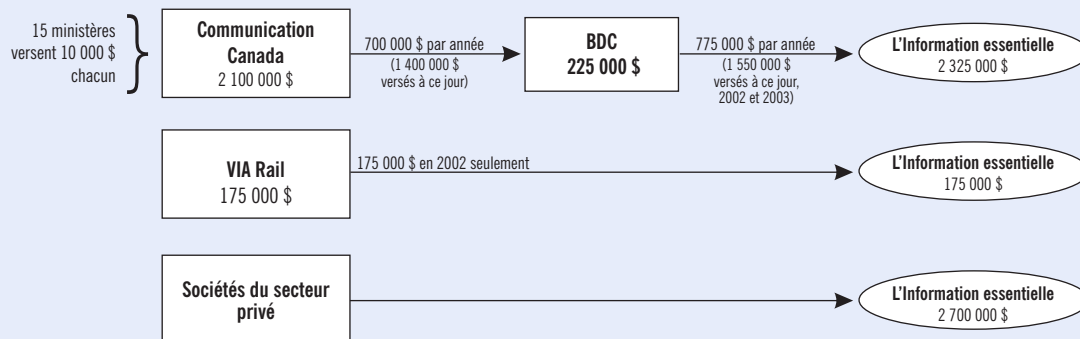 15 ministères
versent 10 000 $
chacun
Communication
Canada
2 100 000 $
700 000 $ par année
(1 400 000 $
versés à ce jour)
BDC
225 000 $
775 000 $ par année
(1 550 000 $
versés à ce jour,
2002 et 2003)
L'Information essentielle
2 325 000 $
VIA Rail
175 000 $
175 000 $ en 2002 seulement
L'Information essentielle
175 000 $
Sociétés du secteur
privé
L'Information essentielle
2 700 000 $